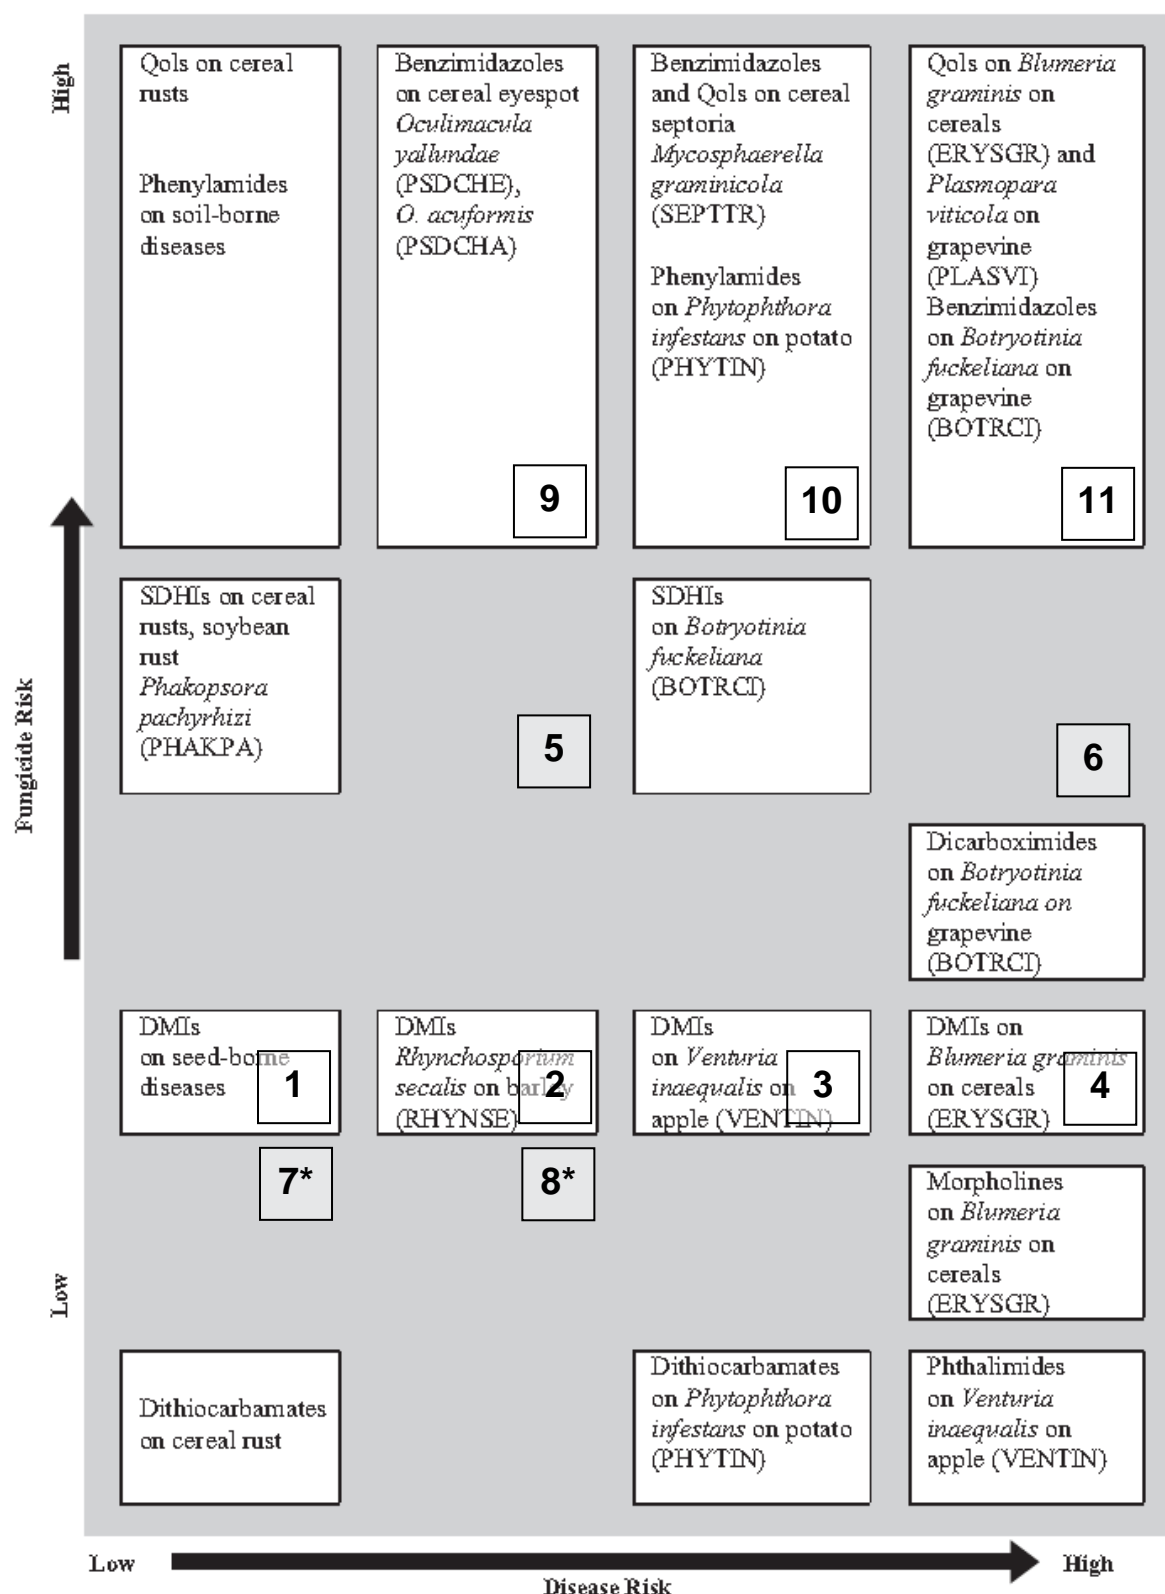 High
QoIs on cereal
rusts
Phenylamides
on soil-borne
diseases
Benzimidazoles
on cereal eyespot
Oculimacula
yallundae
(PSDCHE),
O. acuformis
(PSDCHA)
9
Benzimidazoles
and QoIs on cereal
septoria
Mycosphaerella
graminicola
(SEPTTR)
Phenylamides
on Phytophthora
infestans on potato
(PHYTIN)
10
QoIs on Blumeria
graminis on
cereals
(ERYSGR) and
Plasmopara
viticola on
grapevine
(PLASVI)
Benzimidazoles
on Botryotinia
fuckeliana on
grapevine
(BOTRCI)
11
Fungicide Risk
SDHIs on cereal
rusts, soybean
rust
Phakopsora
pachyrhizi
(PHAKPA)
5
SDHIs
on Botryotinia
fuckeliana
(BOTRCI)
6
Dicarboximides
on Botryotinia
fuckeliana on
grapevine
(BOTRCI)
DMIs
on seed-borne
diseases
1
DMIs
Rhynchosporium
secalis on barley
(RHYNSE)
2
DMIs
on Venturia
inaequalis on
apple (VENTIN)
3
DMIs on
Blumeria graminis
on cereals
(ERYSGR)
4
7*
8*
Morpholines
on Blumeria
graminis on
cereals
(ERYSGR)
Low
Dithiocarbamates
on cereal rust
Dithiocarbamates
on Phytophthora
infestans on potato
(PHYTIN)
Phthalimides
on Venturia
inaequalis on
apple (VENTIN)
Low
High
Disease Risk